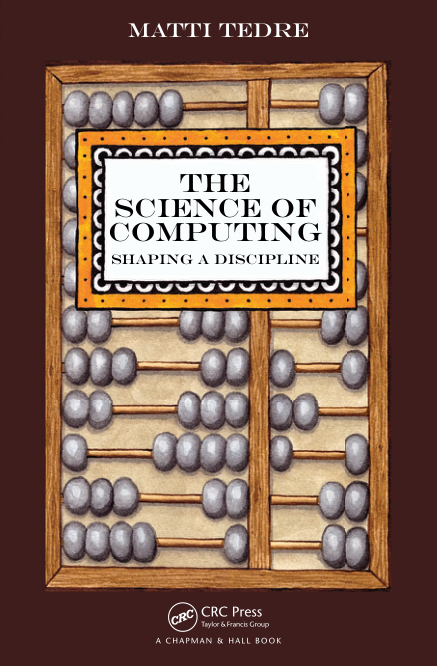 MATTI TEDRE
THE
SCIENCE OF
COMPUTING
SHAPING A DISCIPLINE
CRC
CRC Press
Taylor & Francis Group
A CHAPMAN & HALL BOOK